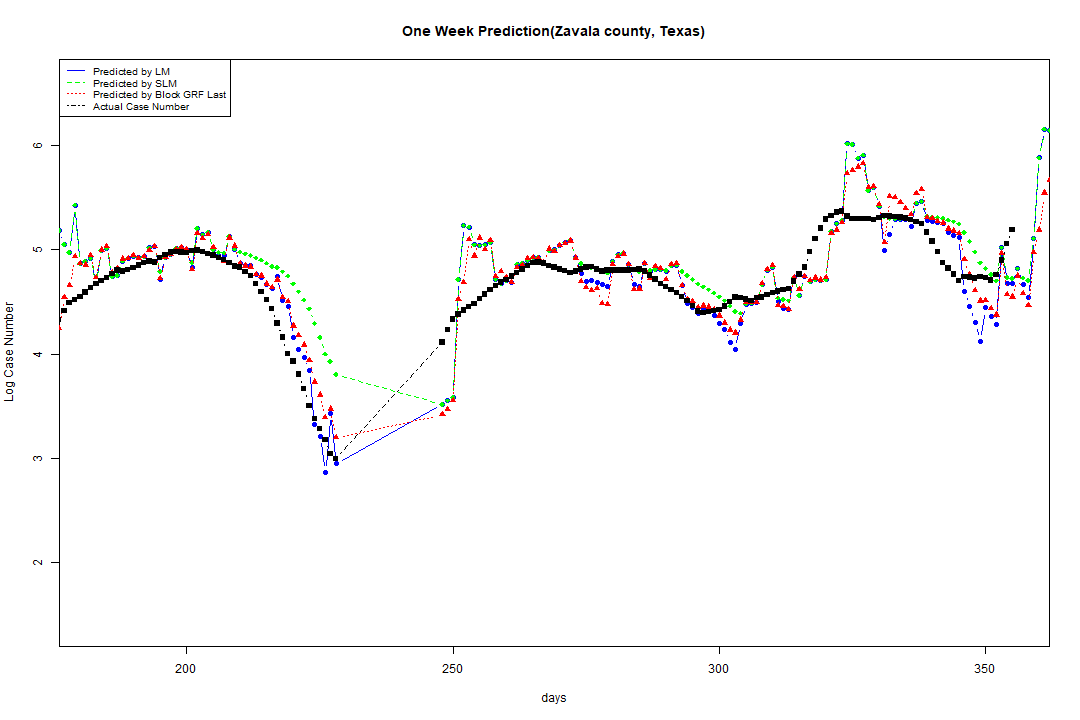 One Week Prediction(Zavala county, Texas)
Predicted by LM
Predicted by SLM
Predicted by Block GRF Last
Actual Case Number
6
5
4
3
2
Log Case Number
200 250 300 350
days